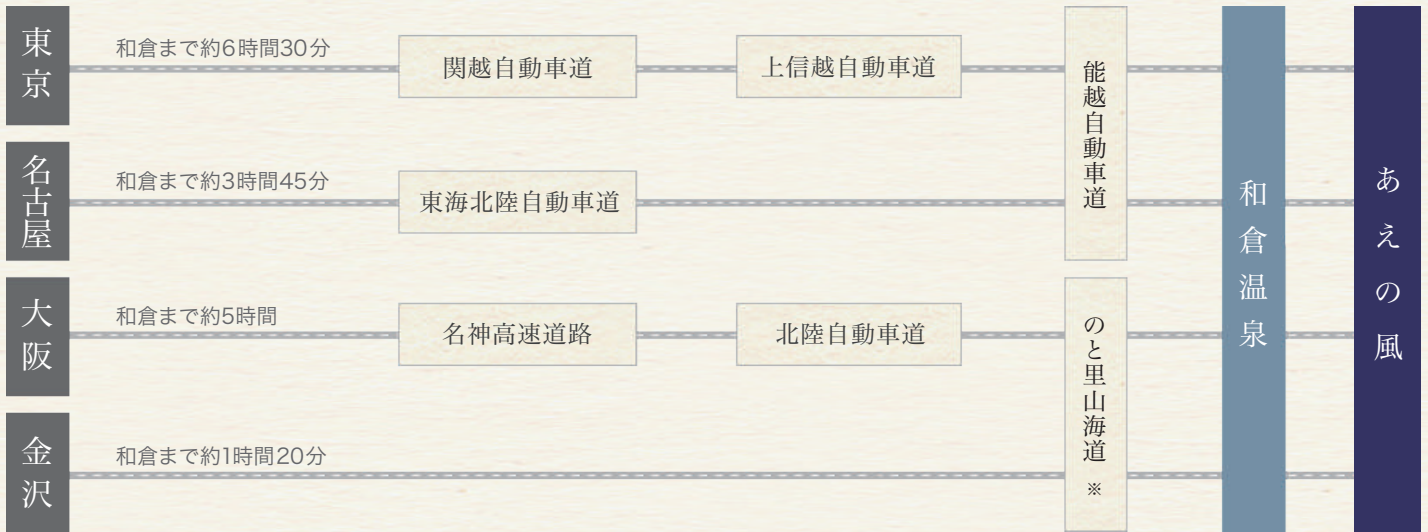 東京
和倉まで約6時間30分
関越自動車道
上信越自動車道
能越自動車道
名古屋
和倉まで約3時間45分
東海北陸自動車道
大阪
和倉まで約5時間
名神高速道路
北陸自動車道
のと里山海道 ※
金沢
和倉まで約1時間20分
和倉温泉
あえの風